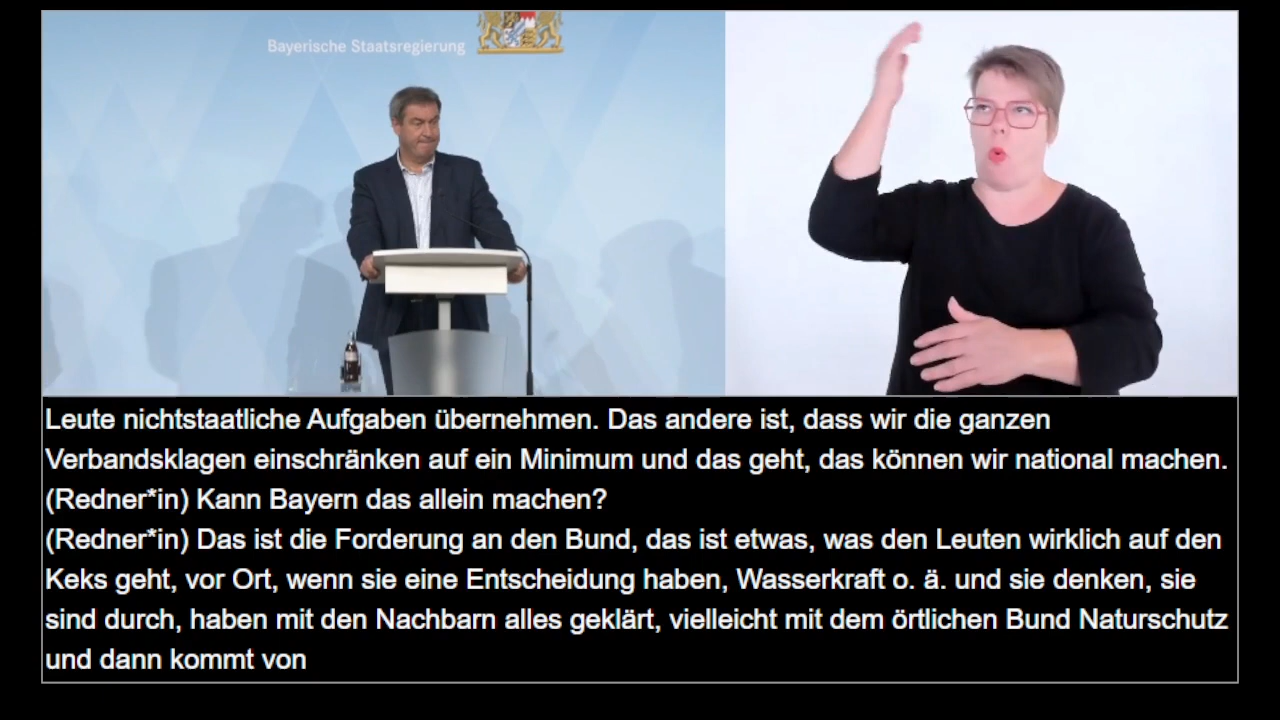 Bayerische Staatsregierung
Leute nichtstaatliche Aufgaben übernehmen. Das andere ist, dass wir die ganzen
Verbandsklagen einschränken auf ein Minimum und das geht, das können wir national machen.
(Redner*in) Kann Bayern das allein machen?
(Redner*in) Das ist die Forderung an den Bund, das ist etwas, was den Leuten wirklich auf den
Keks geht, vor Ort, wenn sie eine Entscheidung haben, Wasserkraft o. ä. und sie denken, sie
sind durch, haben mit den Nachbarn alles geklärt, vielleicht mit dem örtlichen Bund Naturschutz
und dann kommt von